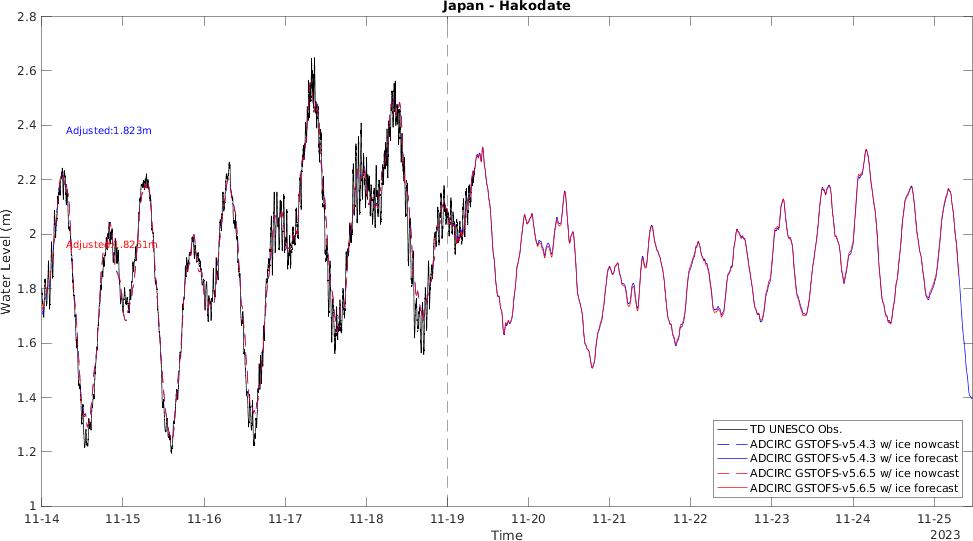 Japan - Hakodate
2.8
2.6
2.4
2.2
2
1.8
1.6
1.4
1.2
1
Water Level (m)
Adjusted:1.823m
Adjusted:1.8251m
TD UNESCO Obs.
ADCIRC GSTOFS-v5.4.3 w/ ice nowcast
ADCIRC GSTOFS-v5.4.3 w/ ice forecast
ADCIRC GSTOFS-v5.6.5 w/ ice nowcast
ADCIRC GSTOFS-v5.6.5 w/ ice forecast
11-14 11-15 11-16 11-17 11-18 11-19 11-20 11-21 11-22 11-23 11-24 11-25
Time
2023